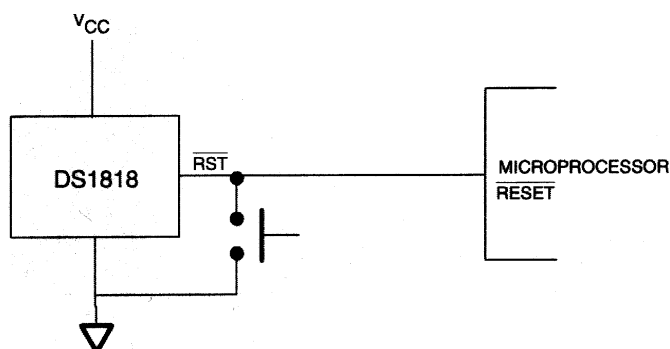 VCC
DS1818
RST
MICROPROCESSOR
RESET